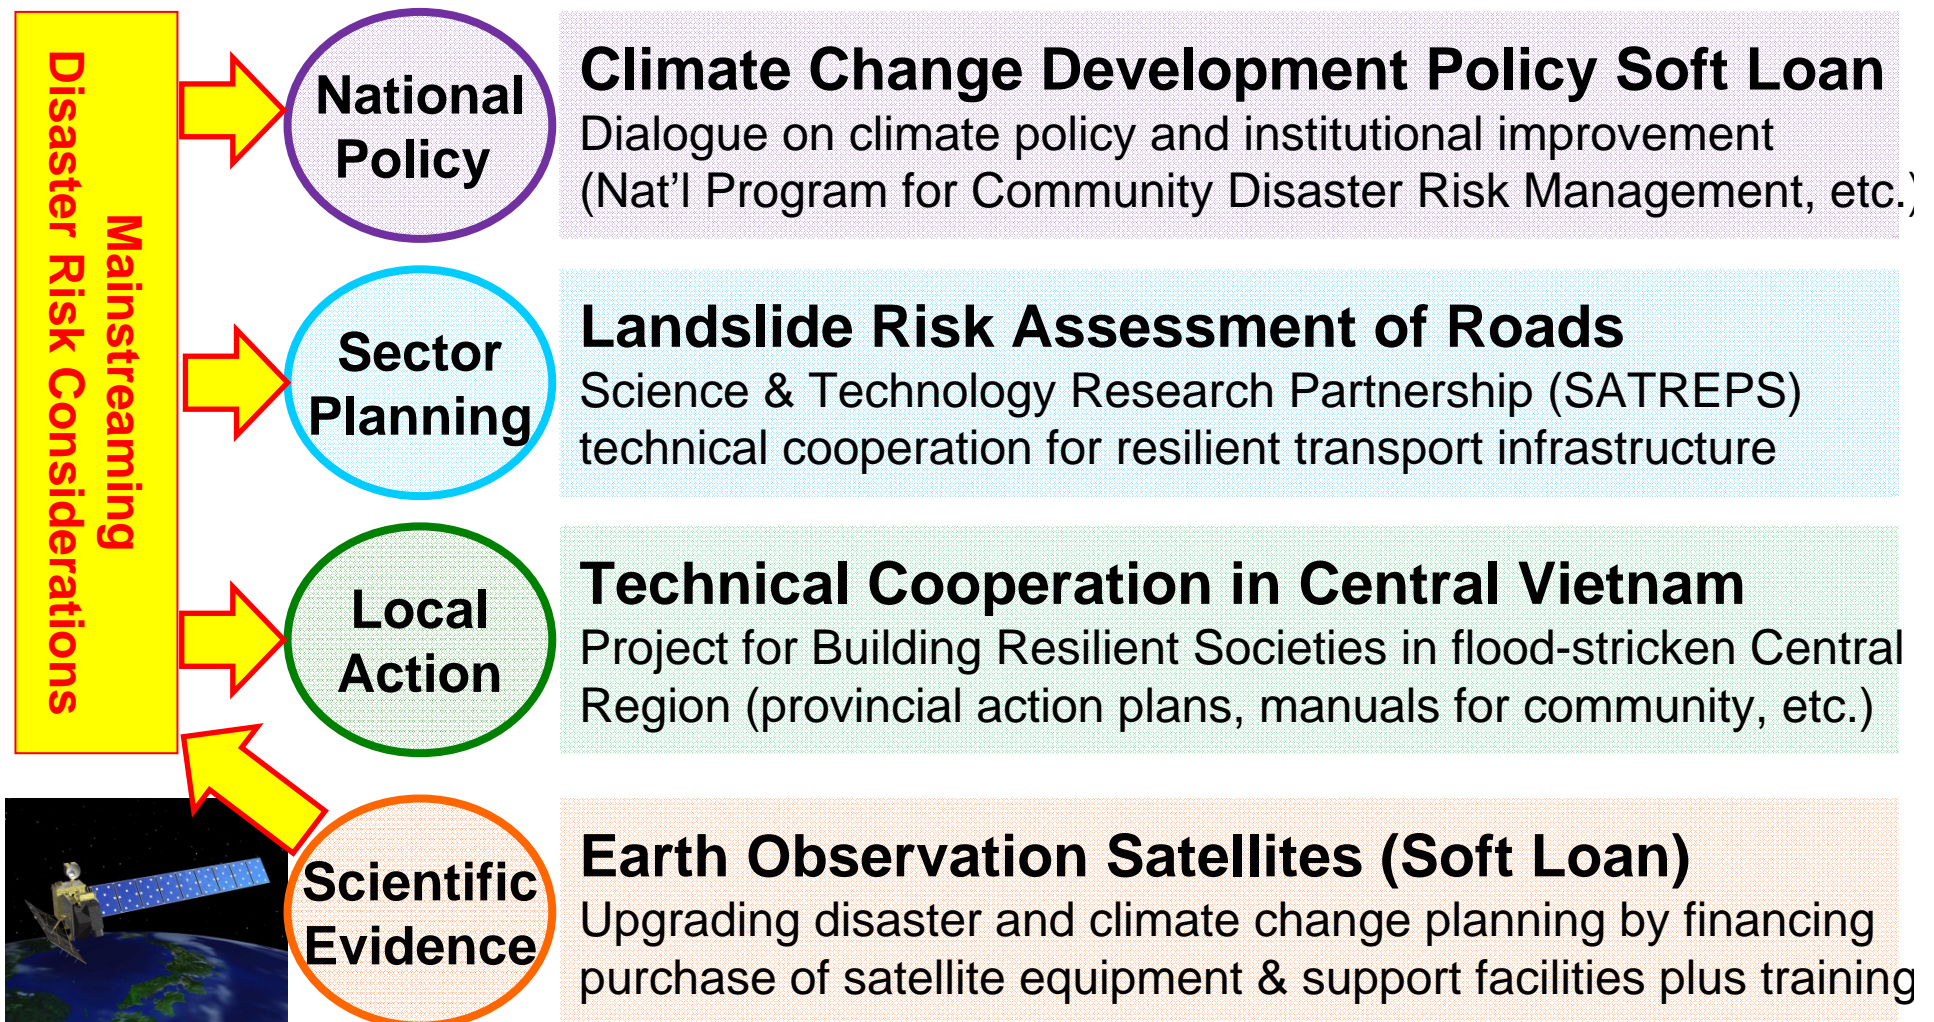 Mainstreaming
Disaster Risk Considerations
National
Policy
Climate Change Development Policy Soft Loan
Dialogue on climate policy and institutional improvement
(Nat’l Program for Community Disaster Risk Management, etc.)
Sector
Planning
Landslide Risk Assessment of Roads
Science & Technology Research Partnership (SATREPS)
technical cooperation for resilient transport infrastructure
Local
Action
Technical Cooperation in Central Vietnam
Project for Building Resilient Societies in flood-stricken Central
Region (provincial action plans, manuals for community, etc.)
Scientific
Evidence
Earth Observation Satellites (Soft Loan)
Upgrading disaster and climate change planning by financing
purchase of satellite equipment & support facilities plus training